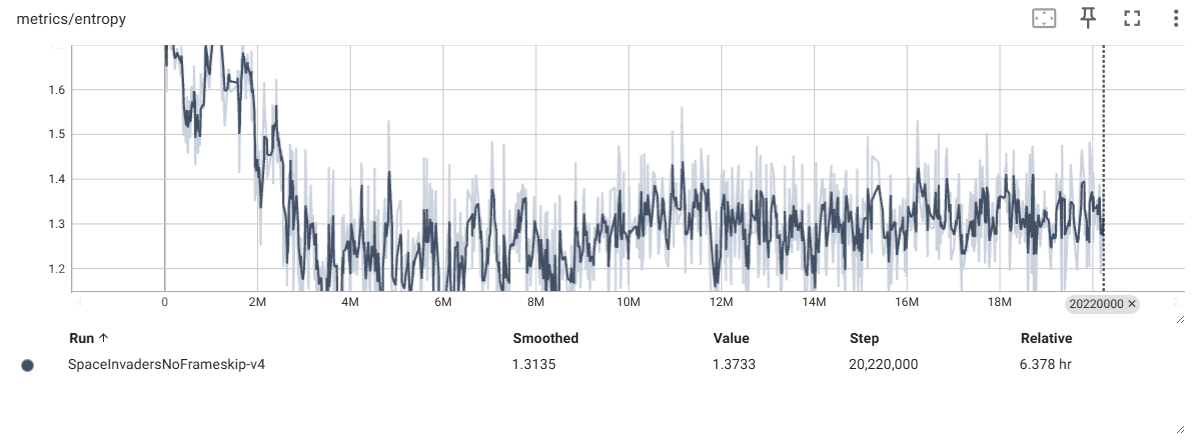 metrics/entropy
1.6
1.5
1.4
1.3
1.2
0 2M 4M 6M 8M 10M 12M 14M 16M 18M 20220000 ×
Run ↑ Smoothed Value Step Relative
SpaceInvadersNoFrameskip-v4 1.3135 1.3733 20,220,000 6.378 hr